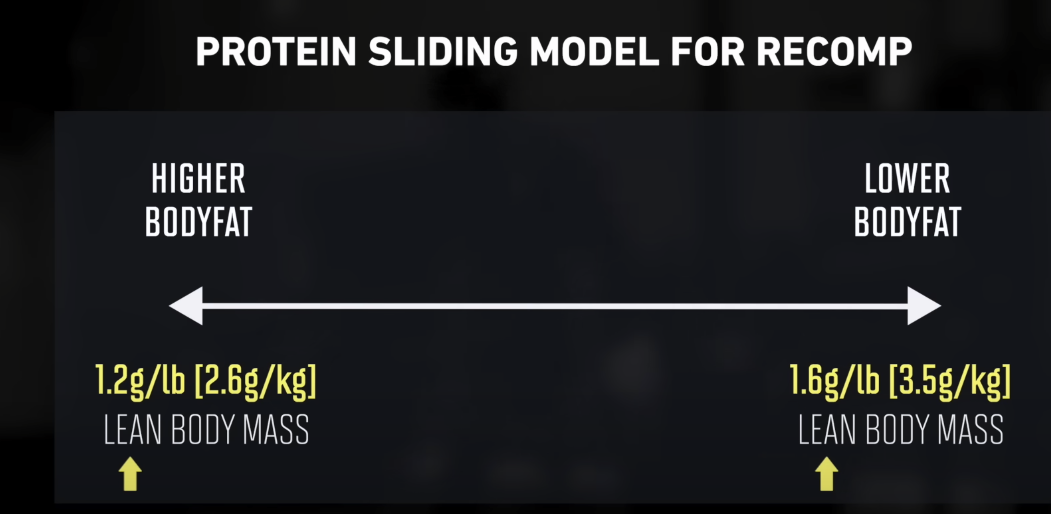 PROTEIN SLIDING MODEL FOR RECOMP
HIGHER
BODYFAT
LOWER
BODYFAT
1.2g/lb [2.6g/kg]
LEAN BODY MASS
1.6g/lb [3.5g/kg]
LEAN BODY MASS